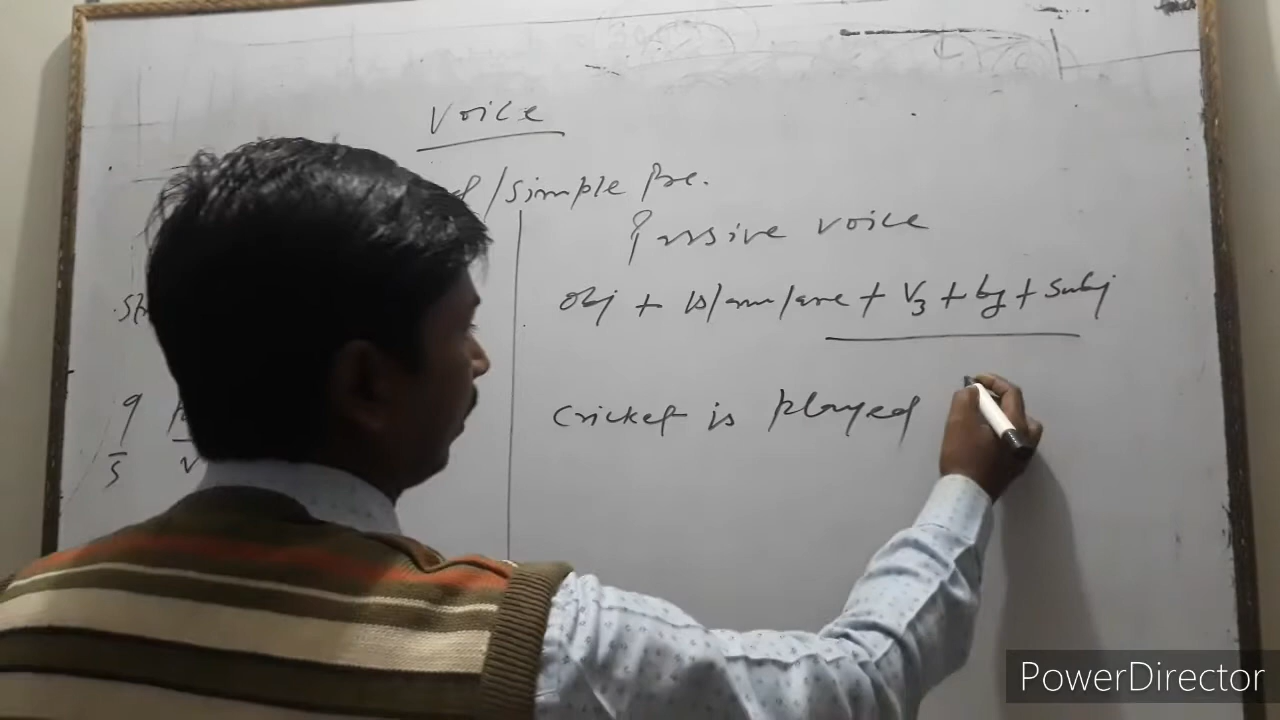 Voice
/simple Pre.
Passive voice
Obj + is/am/are + V3 + by + Subj
Cricket is played
I
S V
PowerDirector